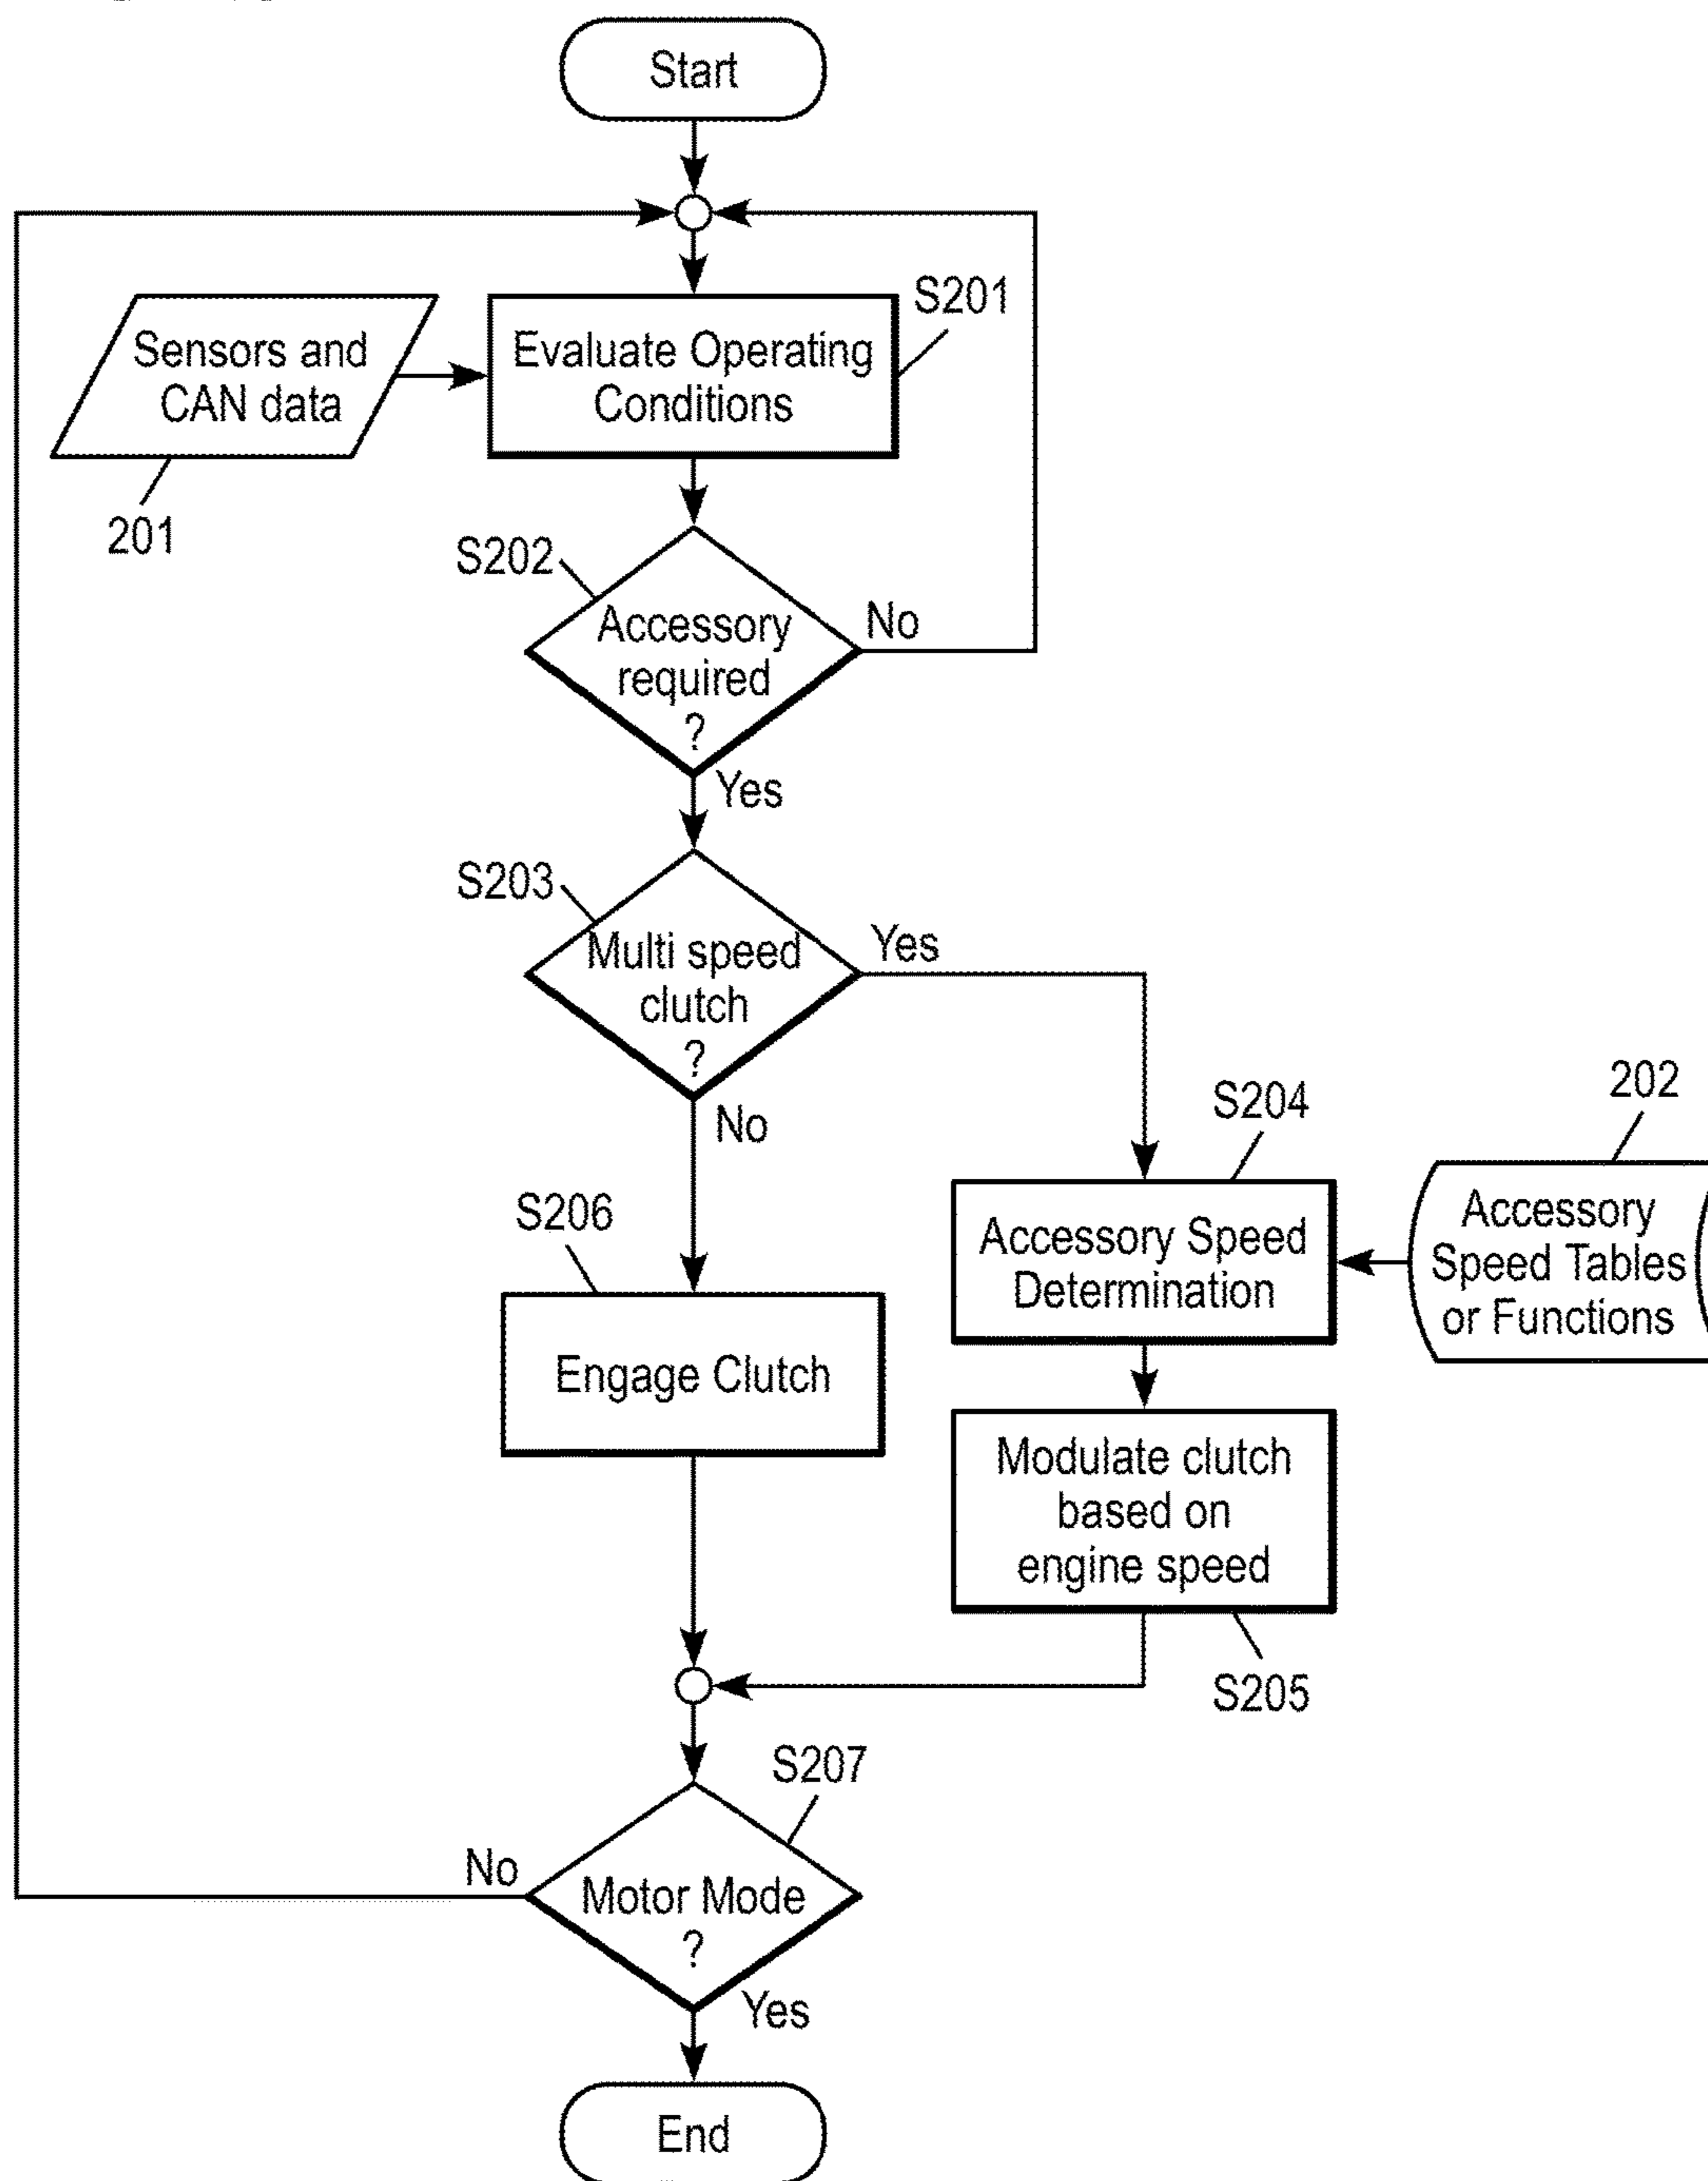 Start
Sensors and
CAN data
201
Evaluate Operating
Conditions
S201
S202
Accessory
required
?
No
Yes
S203
Multi speed
clutch
?
Yes
No
S204
202
Accessory Speed
Determination
Accessory
Speed Tables
or Functions
S206
Engage Clutch
Modulate clutch
based on
engine speed
S205
S207
Motor Mode
?
No
Yes
End